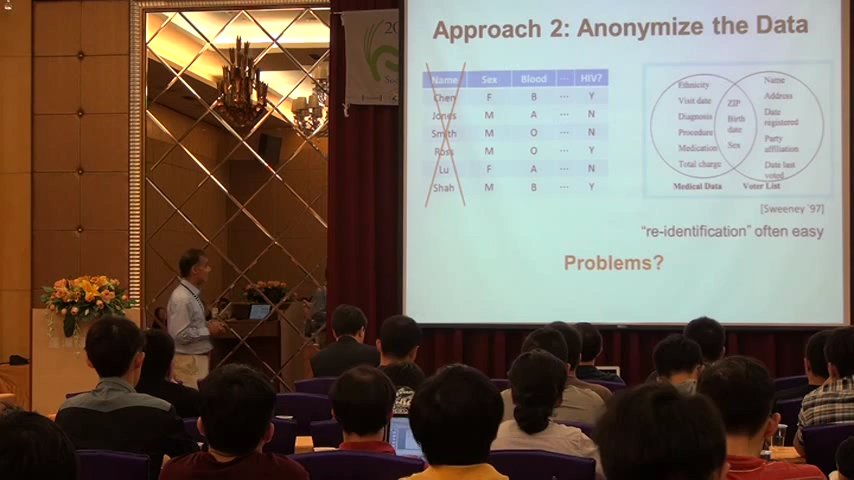 Approach 2: Anonymize the Data
Name Sex Blood ... HIV?
Chen F B ... Y
Jones M A ... N
Smith M O ... N
Ross M O ... Y
Lu F A ... N
Shah M B ... Y
Ethnicity
Visit date
Diagnosis
Procedure
Medication
Total charge
ZIP
Birth
date
Sex
Name
Address
Date
registered
Party
affiliation
Date last
voted
Medical Data Voter List
[Sweeney `97]
"re-identification" often easy
Problems?